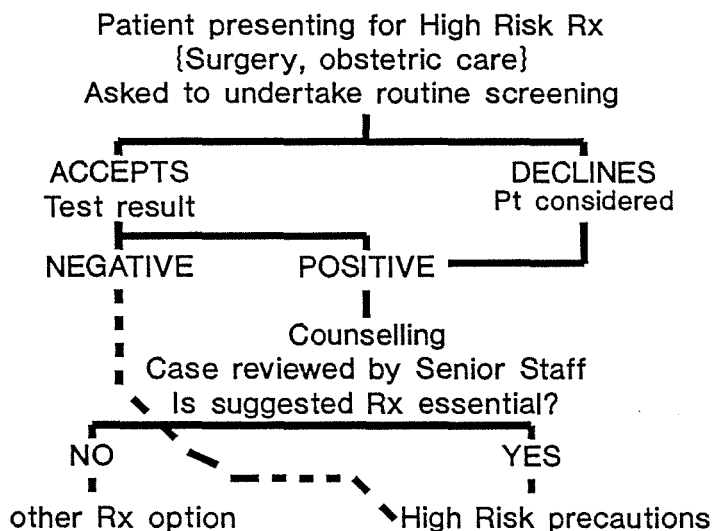 Patient presenting for High Risk Rx
{Surgery, obstetric care}
Asked to undertake routine screening
ACCEPTS
Test result
DECLINES
Pt considered
NEGATIVE
POSITIVE
Counselling
Case reviewed by Senior Staff
Is suggested Rx essential?
NO
YES
other Rx option
High Risk precautions